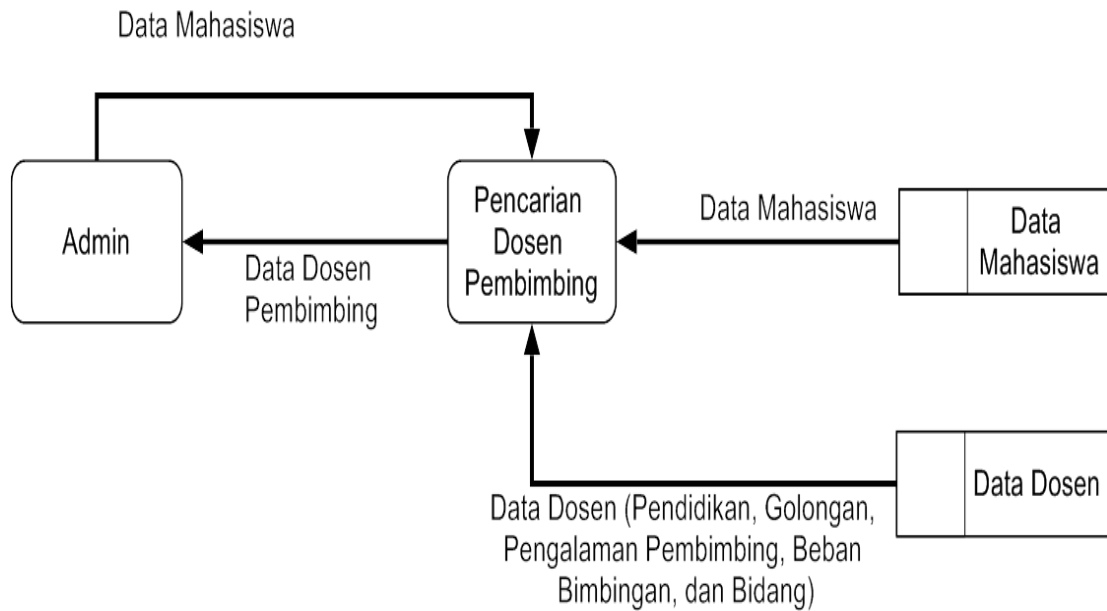 Data Mahasiswa
Admin
Data Dosen
Pembimbing
Pencarian
Dosen
Pembimbing
Data Mahasiswa
Data
Mahasiswa
Data Dosen
Data Dosen (Pendidikan, Golongan,
Pengalaman Pembimbing, Beban
Bimbingan, dan Bidang)